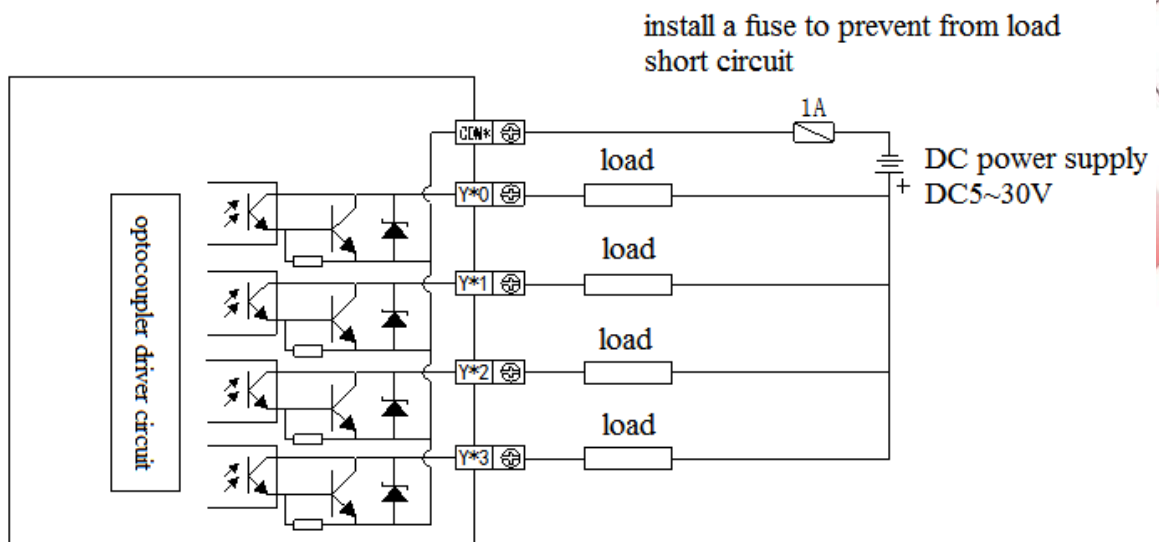 install a fuse to prevent from load
short circuit
1A
COM*
load
DC power supply
DC5~30V
Y*0
load
Y*1
load
Y*2
load
Y*3
optocoupler driver circuit